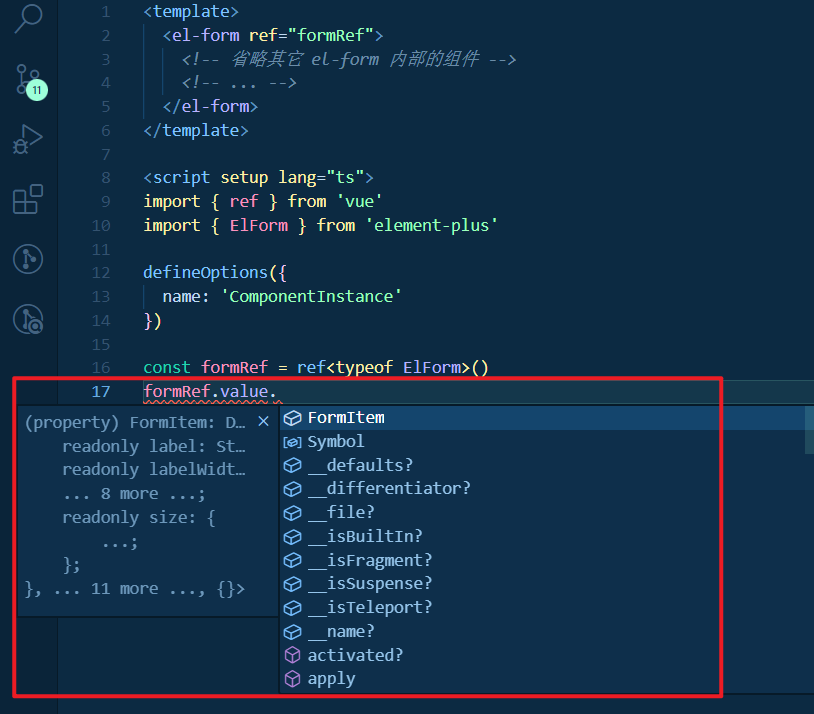 11
1 <template>
2 <el-form ref="formRef">
3 <!-- 省略其它 el-form 内部的组件 -->
4 <!-- ... -->
5 </el-form>
6 </template>
7
8 <script setup lang="ts">
9 import { ref } from 'vue'
10 import { ElForm } from 'element-plus'
11
12 defineOptions({
13 name: 'ComponentInstance'
14 })
15
16 const formRef = ref<typeof ElForm>()
17 formRef.value.
(property) FormItem: D… ×
readonly label: St…
readonly labelWidt…
... 8 more ...;
readonly size: {
...;
};
}, ... 11 more ..., {}>
FormItem
Symbol
__defaults?
__differentiator?
__file?
__isBuiltIn?
__isFragment?
__isSuspense?
__isTeleport?
__name?
activated?
apply